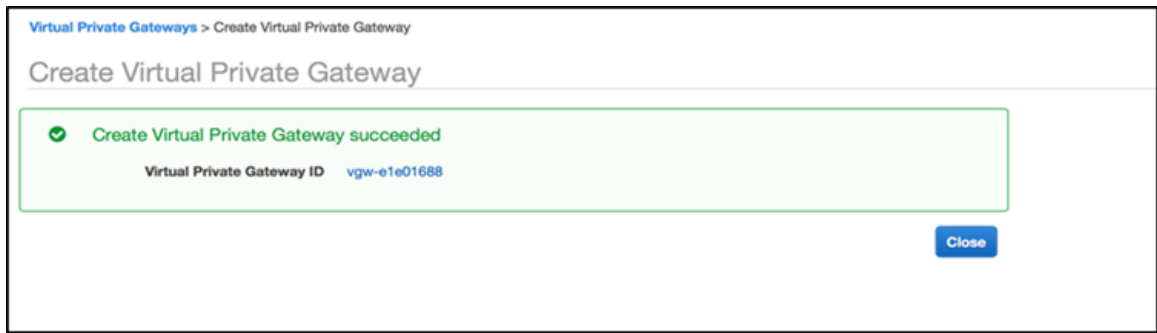 Virtual Private Gateways > Create Virtual Private Gateway
Create Virtual Private Gateway
Create Virtual Private Gateway succeeded
Virtual Private Gateway ID vgw-e1e01688
Close